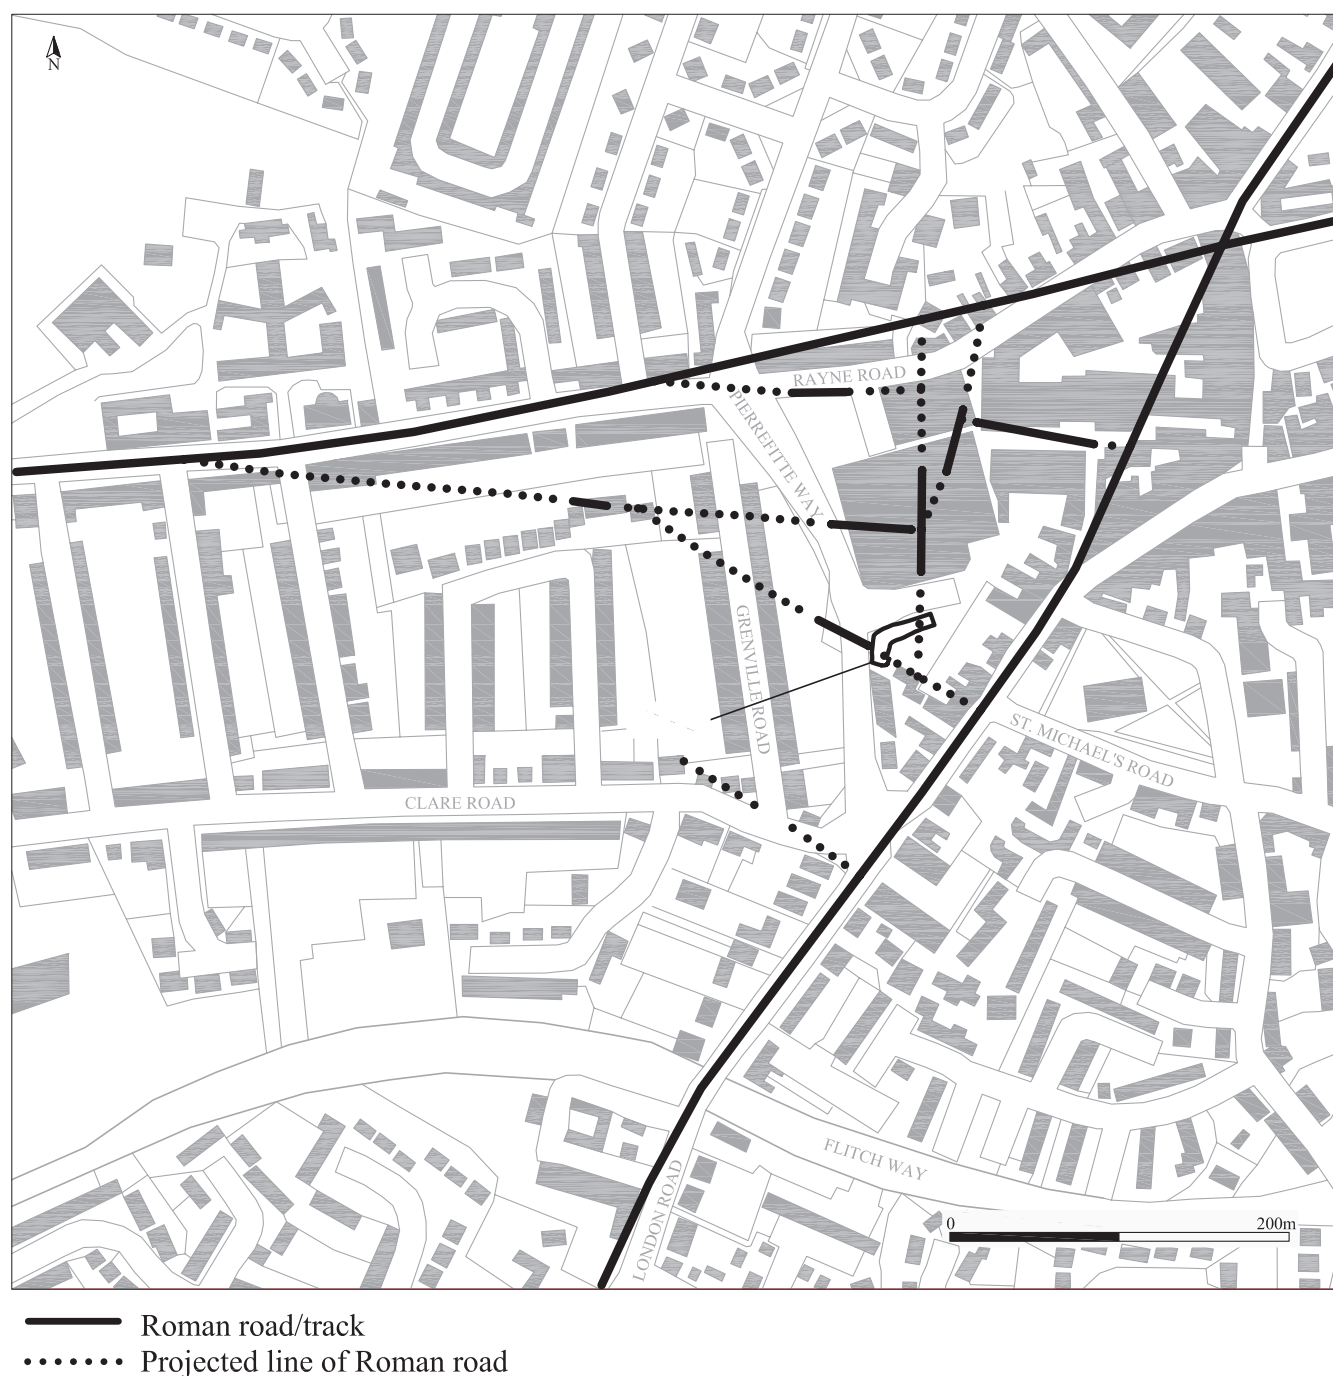 N
RAYNE ROAD
PIERREFITTE WAY
GRENVILLE ROAD
ST. MICHAEL'S ROAD
CLARE ROAD
FLITCH WAY
LONDON ROAD
0 200m
Roman road/track
Projected line of Roman road